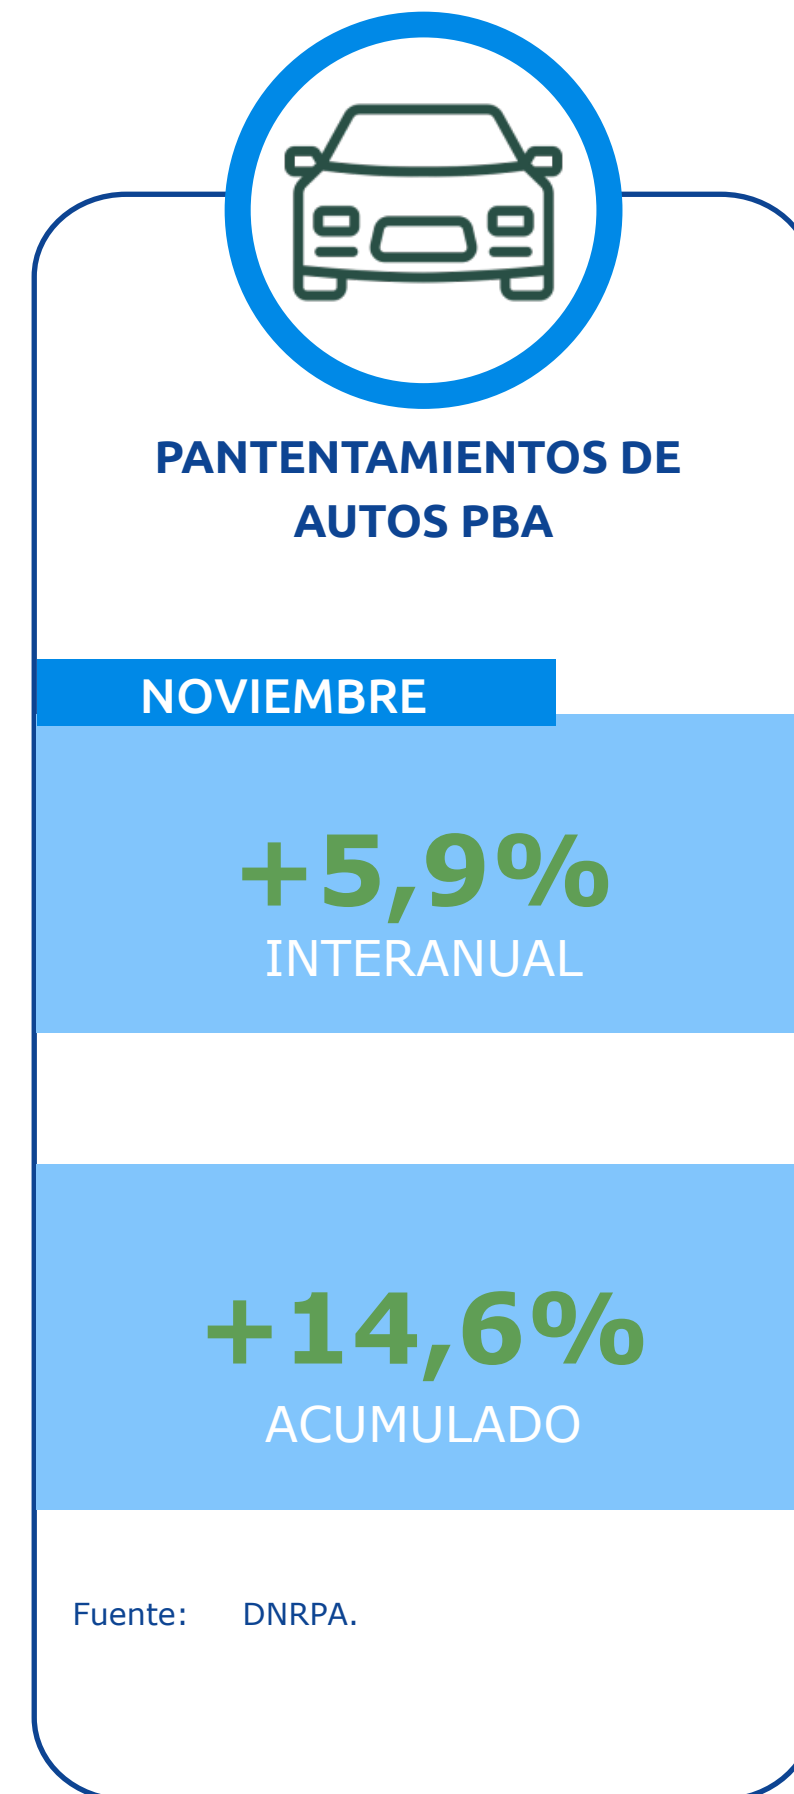 PANTENTAMIENTOS DE
AUTOS PBA
NOVIEMBRE
+5,9%
INTERANUAL
+14,6%
ACUMULADO
Fuente: DNRPA.